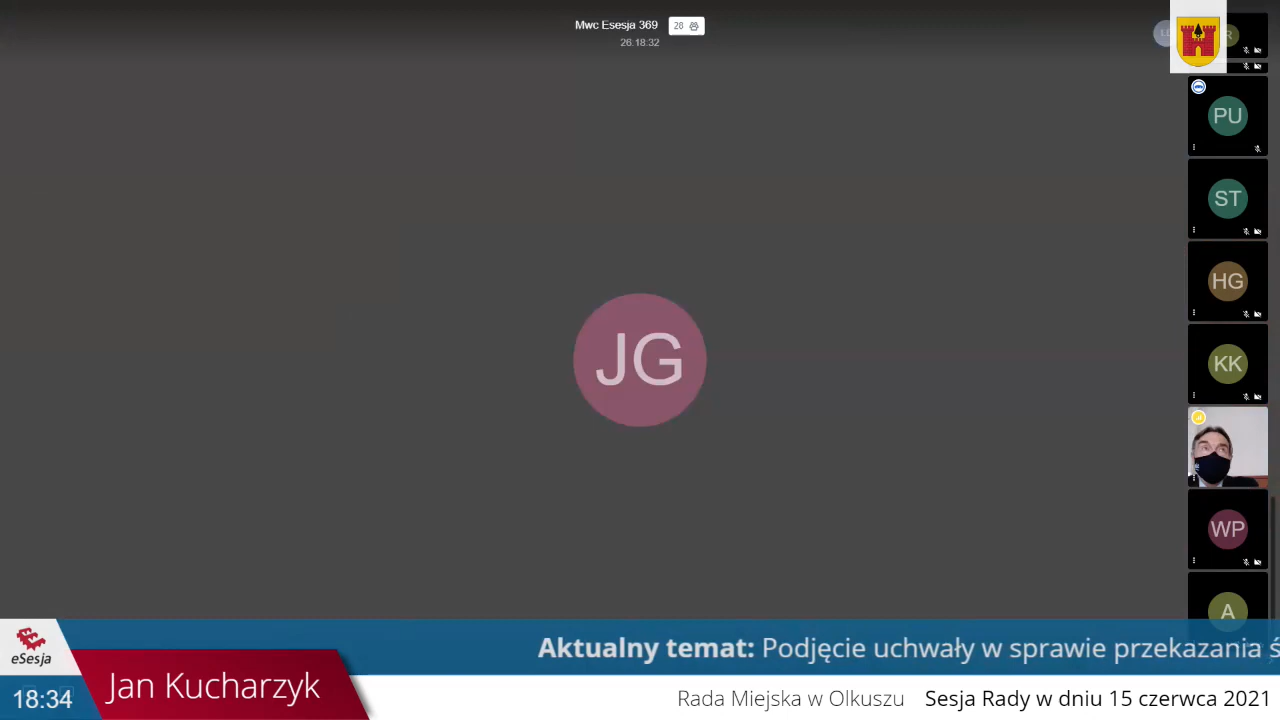 Mwc Esesja 369
28
26:18:32
LD
R
PU
ST
HG
KK
WP
A
JG
Aktualny temat: Podjęcie uchwały w sprawie przekazania ś
eSesja
Jan Kucharzyk
18:34
Rada Miejska w Olkuszu
Sesja Rady w dniu 15 czerwca 2021